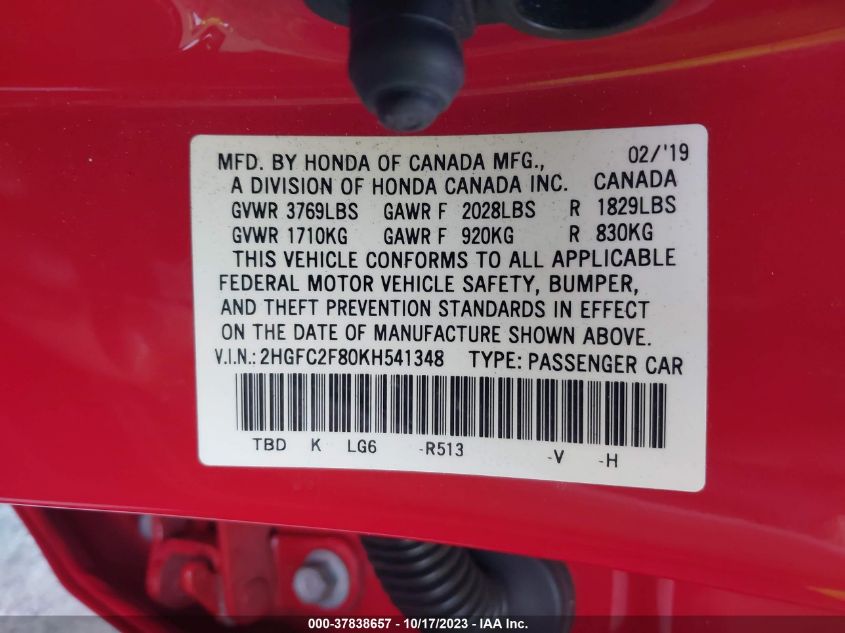 MFD. BY HONDA OF CANADA MFG., 02/'19
A DIVISION OF HONDA CANADA INC. CANADA
GVWR 3769LBS GAWR F 2028LBS R 1829LBS
GVWR 1710KG GAWR F 920KG R 830KG
THIS VEHICLE CONFORMS TO ALL APPLICABLE
FEDERAL MOTOR VEHICLE SAFETY, BUMPER,
AND THEFT PREVENTION STANDARDS IN EFFECT
ON THE DATE OF MANUFACTURE SHOWN ABOVE.
V.I.N.: 2HGFC2F80KH541348 TYPE: PASSENGER CAR
TBD K LG6 -R513 -V -H
000-37838657 - 10/17/2023 - IAA Inc.